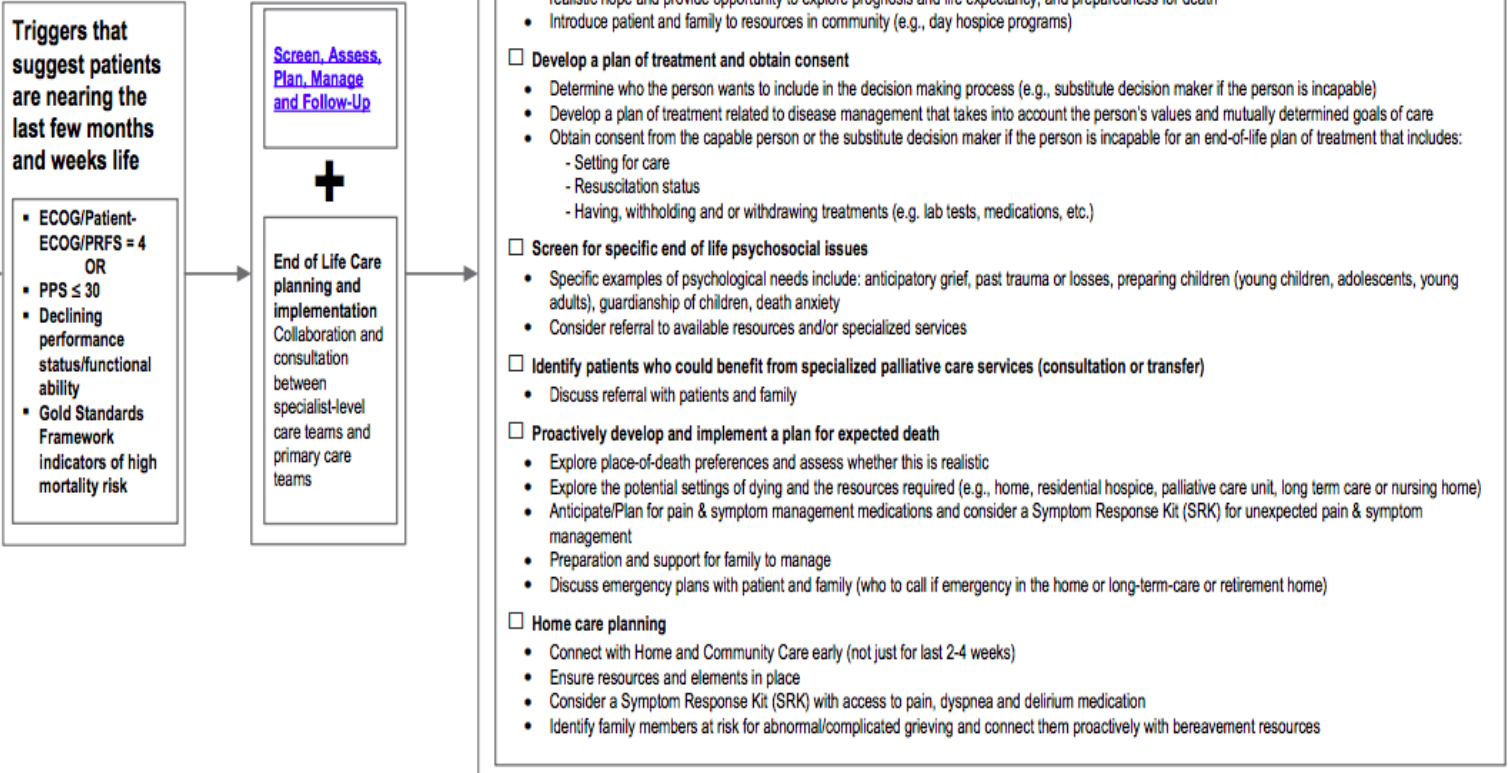 Triggers that
suggest patients
are nearing the
last few months
and weeks life
▪ ECOG/Patient-
ECOG/PRFS = 4
OR
▪ PPS ≤ 30
▪ Declining
performance
status/functional
ability
▪ Gold Standards
Framework
indicators of high
mortality risk
Screen, Assess,
Plan, Manage
and Follow-Up
+
End of Life Care
planning and
implementation
Collaboration and
consultation
between
specialist-level
care teams and
primary care
teams
realistic hope and provide opportunity to explore prognosis and life expectancy, and preparedness for death
• Introduce patient and family to resources in community (e.g., day hospice programs)
☐ Develop a plan of treatment and obtain consent
• Determine who the person wants to include in the decision making process (e.g., substitute decision maker if the person is incapable)
• Develop a plan of treatment related to disease management that takes into account the person's values and mutually determined goals of care
• Obtain consent from the capable person or the substitute decision maker if the person is incapable for an end-of-life plan of treatment that includes:
- Setting for care
- Resuscitation status
- Having, withholding and or withdrawing treatments (e.g. lab tests, medications, etc.)
☐ Screen for specific end of life psychosocial issues
• Specific examples of psychological needs include: anticipatory grief, past trauma or losses, preparing children (young children, adolescents, young
adults), guardianship of children, death anxiety
• Consider referral to available resources and/or specialized services
☐ Identify patients who could benefit from specialized palliative care services (consultation or transfer)
• Discuss referral with patients and family
☐ Proactively develop and implement a plan for expected death
• Explore place-of-death preferences and assess whether this is realistic
• Explore the potential settings of dying and the resources required (e.g., home, residential hospice, palliative care unit, long term care or nursing home)
• Anticipate/Plan for pain & symptom management medications and consider a Symptom Response Kit (SRK) for unexpected pain & symptom
management
• Preparation and support for family to manage
• Discuss emergency plans with patient and family (who to call if emergency in the home or long-term-care or retirement home)
☐ Home care planning
• Connect with Home and Community Care early (not just for last 2-4 weeks)
• Ensure resources and elements in place
• Consider a Symptom Response Kit (SRK) with access to pain, dyspnea and delirium medication
• Identify family members at risk for abnormal/complicated grieving and connect them proactively with bereavement resources